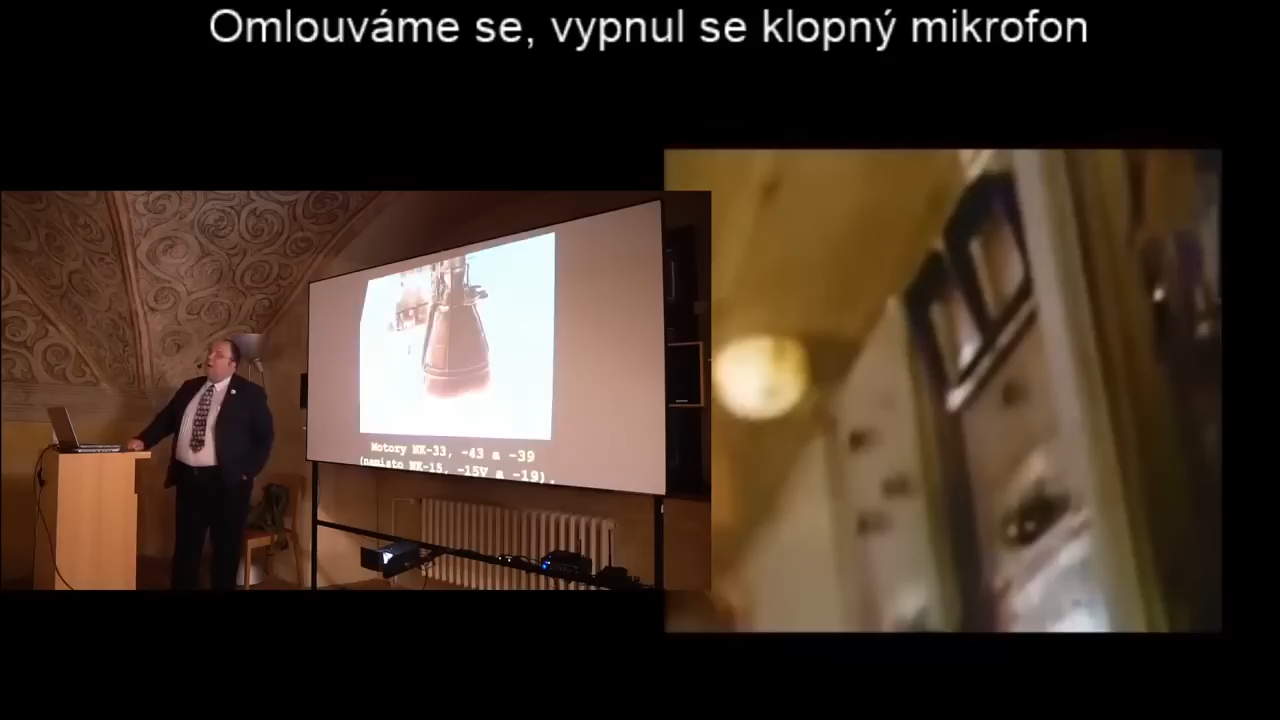 Omlouváme se, vypnul se klopný mikrofon
Motory NK-33, -43 a -39
(namísto NK-15, -15V a -19).